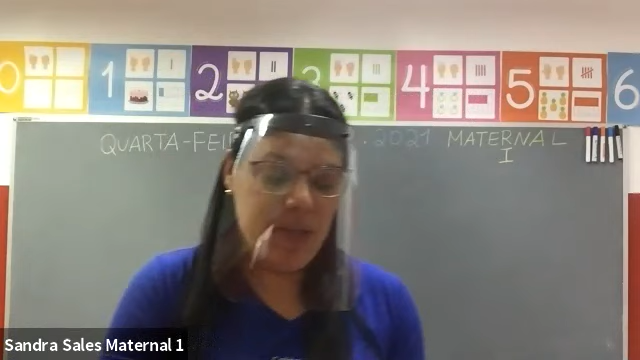 0 1 2 3 4 5 6
QUARTA-FEI . 2021 MATERNAL
I
Sandra Sales Maternal 1